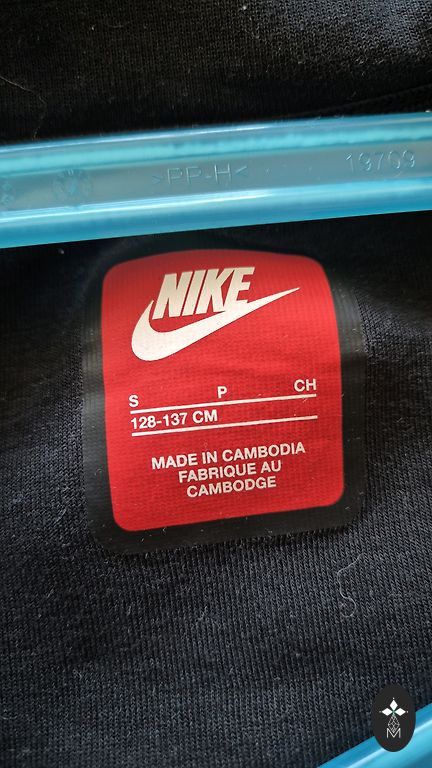 >PP-H< 19709
NIKE
S P CH
128-137 CM
MADE IN CAMBODIA
FABRIQUE AU
CAMBODGE